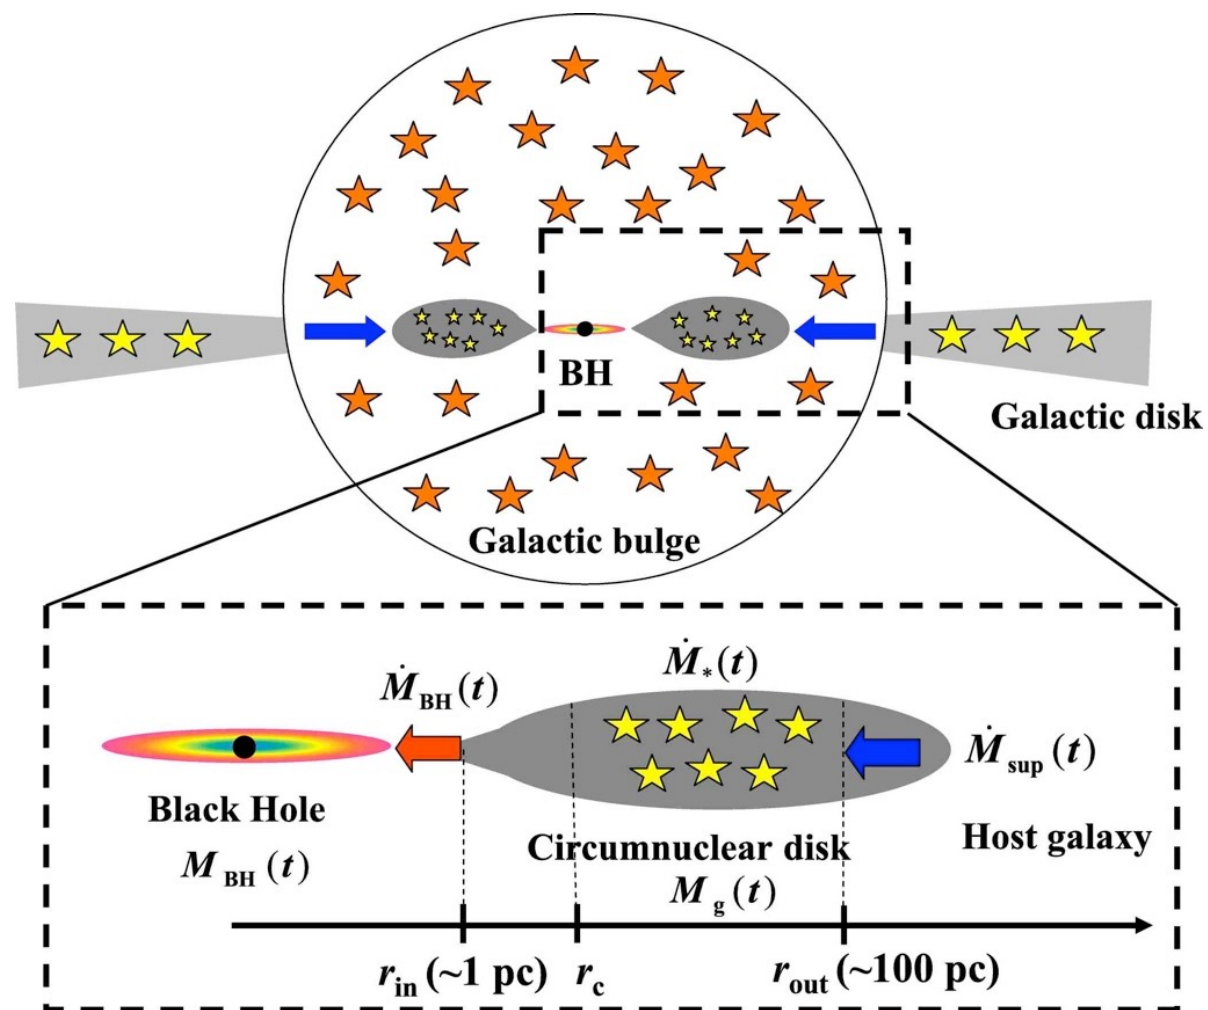 BH
Galactic disk
Galactic bulge
Ṁ*(t)
ṀBH(t)
Ṁsup(t)
Black Hole
MBH(t)
Host galaxy
Circumnuclear disk
Mg(t)
rin (~1 pc) rc rout (~100 pc)